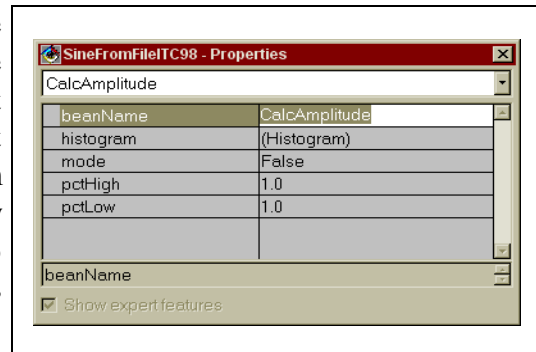 SineFromFileITC98 - Properties
CalcAmplitude
beanName CalcAmplitude
histogram (Histogram)
mode False
pctHigh 1.0
pctLow 1.0
beanName
Show expert features